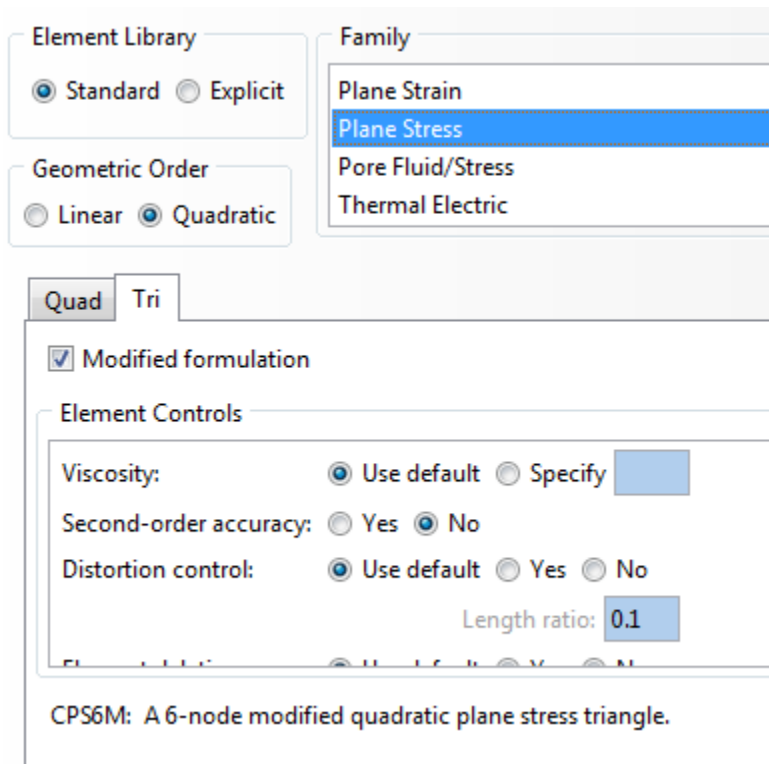 Element Library
Standard Explicit
Family
Plane Strain
Plane Stress
Pore Fluid/Stress
Thermal Electric
Geometric Order
Linear Quadratic
Quad Tri
Modified formulation
Element Controls
Viscosity: Use default Specify
Second-order accuracy: Yes No
Distortion control: Use default Yes No
Length ratio: 0.1
CPS6M: A 6-node modified quadratic plane stress triangle.